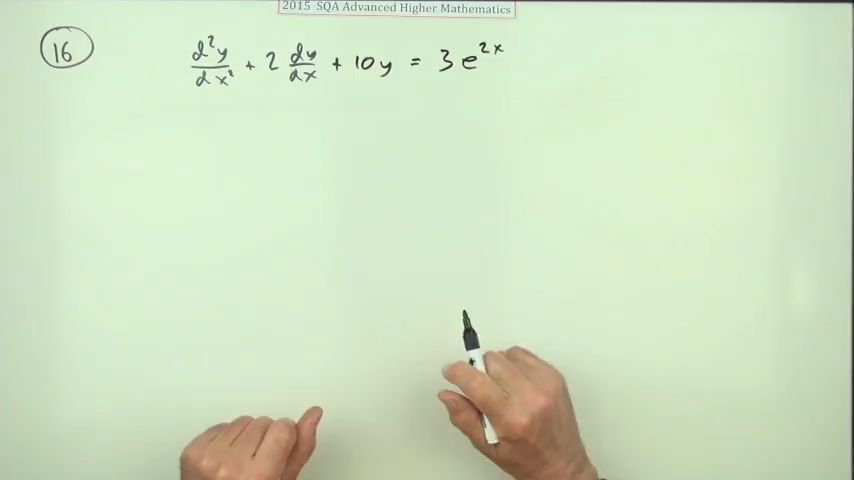 2015 SQA Advanced Higher Mathematics
16 d²y/dx² + 2 dy/dx + 10y = 3e^{2x}